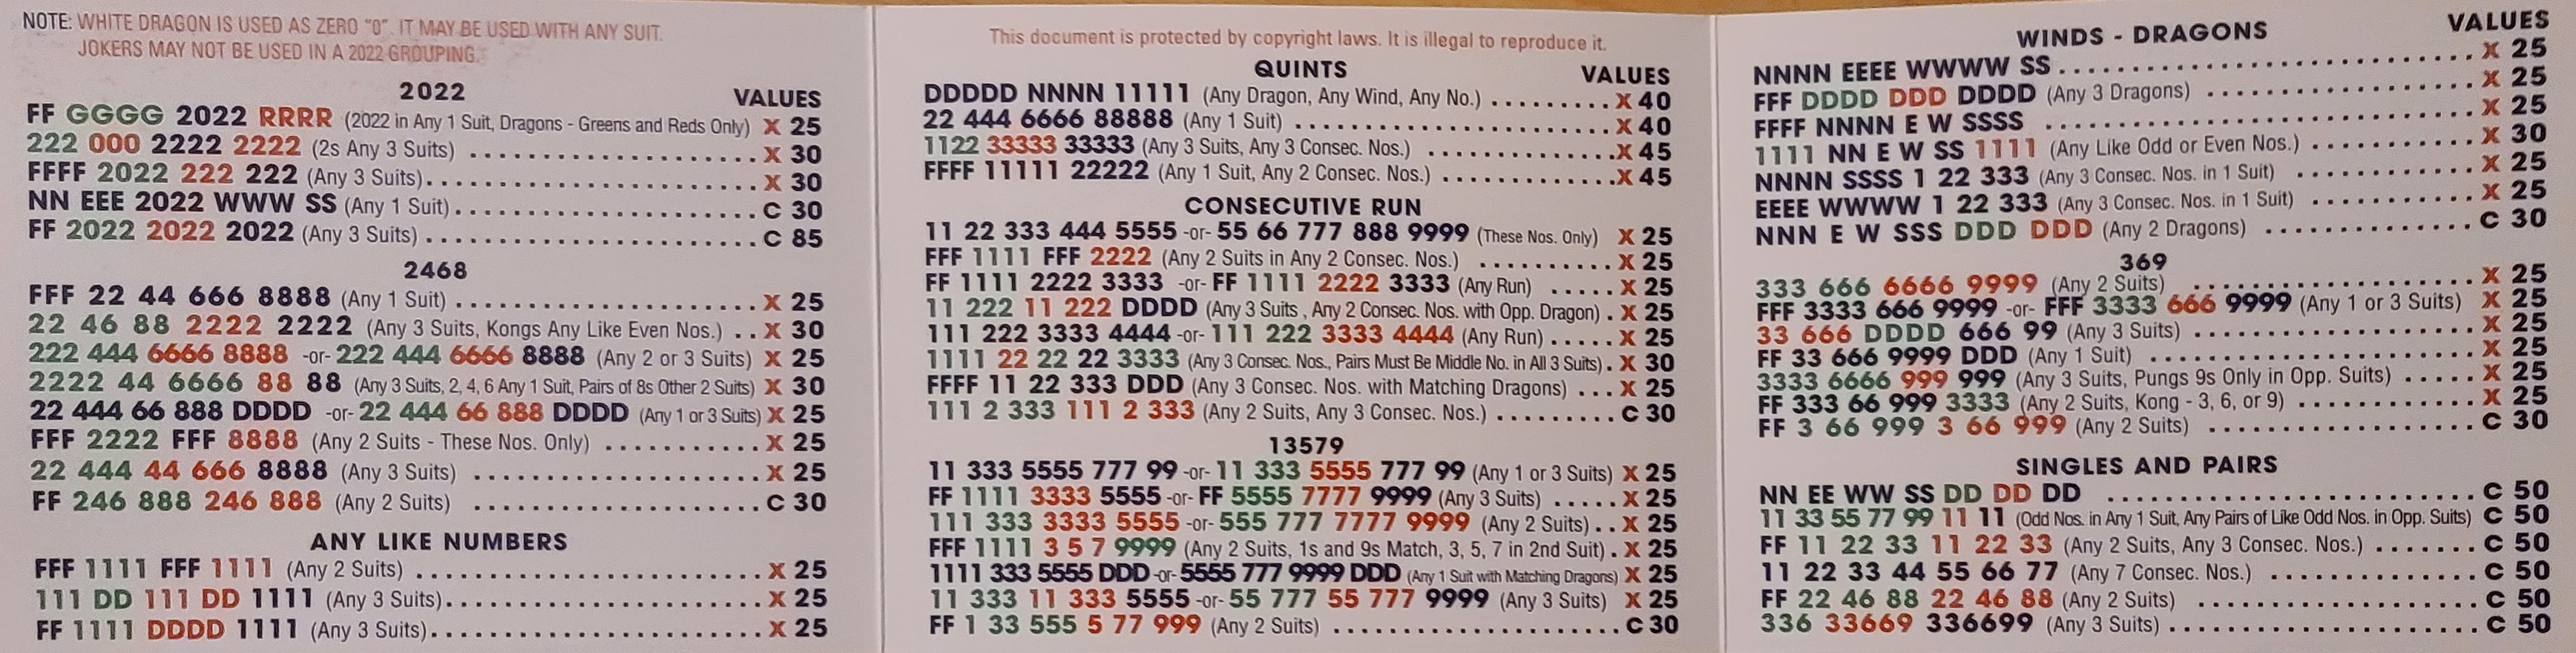 NOTE: WHITE DRAGON IS USED AS ZERO "0". IT MAY BE USED WITH ANY SUIT.
JOKERS MAY NOT BE USED IN A 2022 GROUPING.
2022 VALUES
FF GGGG 2022 RRRR (2022 in Any 1 Suit, Dragons - Greens and Reds Only) X 25
222 000 2222 2222 (2s Any 3 Suits) X 30
FFFF 2022 222 222 (Any 3 Suits) X 30
NN EEE 2022 WWW SS (Any 1 Suit) C 30
FF 2022 2022 2022 (Any 3 Suits) C 85
2468
FFF 22 44 666 8888 (Any 1 Suit) X 25
22 46 88 2222 2222 (Any 3 Suits, Kongs Any Like Even Nos.) X 30
222 444 6666 8888 -or- 222 444 6666 8888 (Any 2 or 3 Suits) X 25
2222 44 6666 88 88 (Any 3 Suits, 2, 4, 6 Any 1 Suit, Pairs of 8s Other 2 Suits) X 30
22 444 66 888 DDDD -or- 22 444 66 888 DDDD (Any 1 or 3 Suits) X 25
FFF 2222 FFF 8888 (Any 2 Suits - These Nos. Only) X 25
22 444 44 666 8888 (Any 3 Suits) X 25
FF 246 888 246 888 (Any 2 Suits) C 30
ANY LIKE NUMBERS
FFF 1111 FFF 1111 (Any 2 Suits) X 25
111 DD 111 DD 1111 (Any 3 Suits) X 25
FF 1111 DDDD 1111 (Any 3 Suits) X 25
This document is protected by copyright laws. It is illegal to reproduce it.
QUINTS VALUES
DDDDD NNNN 11111 (Any Dragon, Any Wind, Any No.) X 40
22 444 6666 88888 (Any 1 Suit) X 40
1122 33333 33333 (Any 3 Suits, Any 3 Consec. Nos.) X 45
FFFF 11111 22222 (Any 1 Suit, Any 2 Consec. Nos.) X 45
CONSECUTIVE RUN
11 22 333 444 5555 -or- 55 66 777 888 9999 (These Nos. Only) X 25
FFF 1111 FFF 2222 (Any 2 Suits in Any 2 Consec. Nos.) X 25
FF 1111 2222 3333 -or- FF 1111 2222 3333 (Any Run) X 25
11 222 11 222 DDDD (Any 3 Suits , Any 2 Consec. Nos. with Opp. Dragon) X 25
111 222 3333 4444 -or- 111 222 3333 4444 (Any Run) X 25
1111 22 22 22 3333 (Any 3 Consec. Nos., Pairs Must Be Middle No. in All 3 Suits) X 30
FFFF 11 22 333 DDD (Any 3 Consec. Nos. with Matching Dragons) X 25
111 2 333 111 2 333 (Any 2 Suits, Any 3 Consec. Nos.) C 30
13579
11 333 5555 777 99 -or- 11 333 5555 777 99 (Any 1 or 3 Suits) X 25
FF 1111 3333 5555 -or- FF 5555 7777 9999 (Any 3 Suits) X 25
111 333 3333 5555 -or- 555 777 7777 9999 (Any 2 Suits) X 25
FFF 1111 3 5 7 9999 (Any 2 Suits, 1s and 9s Match, 3, 5, 7 in 2nd Suit) X 25
1111 333 5555 DDD -or- 5555 777 9999 DDD (Any 1 Suit with Matching Dragons) X 25
11 333 11 333 5555 -or- 55 777 55 777 9999 (Any 3 Suits) X 25
FF 1 33 555 5 77 999 (Any 2 Suits) C 30
WINDS - DRAGONS VALUES
NNNN EEEE WWWW SS X 25
FFF DDDD DDD DDDD (Any 3 Dragons) X 25
FFFF NNNN E W SSSS X 25
1111 NN E W SS 1111 (Any Like Odd or Even Nos.) X 30
NNNN SSSS 1 22 333 (Any 3 Consec. Nos. in 1 Suit) X 25
EEEE WWWW 1 22 333 (Any 3 Consec. Nos. in 1 Suit) X 25
NNN E W SSS DDD DDD (Any 2 Dragons) C 30
369
333 666 6666 9999 (Any 2 Suits) X 25
FFF 3333 666 9999 -or- FFF 3333 666 9999 (Any 1 or 3 Suits) X 25
33 666 DDDD 666 99 (Any 3 Suits) X 25
FF 33 666 9999 DDD (Any 1 Suit) X 25
3333 6666 999 999 (Any 3 Suits, Pungs 9s Only in Opp. Suits) X 25
FF 333 66 999 3333 (Any 2 Suits, Kong - 3, 6, or 9) X 25
FF 3 66 999 3 66 999 (Any 2 Suits) C 30
SINGLES AND PAIRS
NN EE WW SS DD DD DD C 50
11 33 55 77 99 11 11 (Odd Nos. in Any 1 Suit, Any Pairs of Like Odd Nos. in Opp. Suits) C 50
FF 11 22 33 11 22 33 (Any 2 Suits, Any 3 Consec. Nos.) C 50
11 22 33 44 55 66 77 (Any 7 Consec. Nos.) C 50
FF 22 46 88 22 46 88 (Any 2 Suits) C 50
336 33669 336699 (Any 3 Suits) C 50